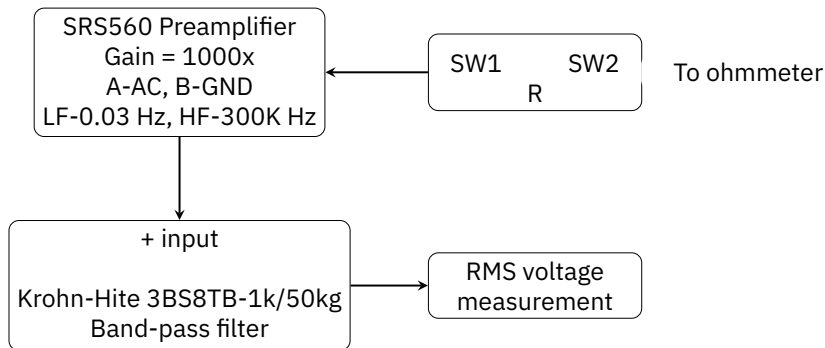 SRS560 Preamplifier
Gain = 1000x
A-AC, B-GND
LF-0.03 Hz, HF-300K Hz
SW1 SW2
R
To ohmmeter
+ input
Krohn-Hite 3BS8TB-1k/50kg
Band-pass filter
RMS voltage
measurement